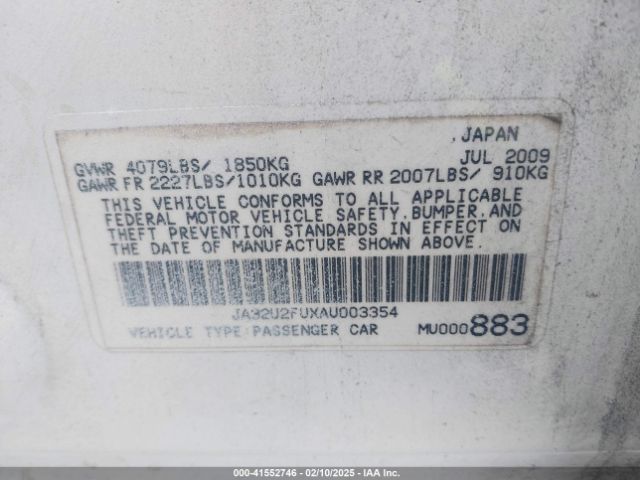 , JAPAN
GVWR 4079LBS/ 1850KG JUL 2009
GAWR FR 2227LBS/1010KG GAWR RR 2007LBS/ 910KG
THIS VEHICLE CONFORMS TO ALL APPLICABLE
FEDERAL MOTOR VEHICLE SAFETY, BUMPER, AND
THEFT PREVENTION STANDARDS IN EFFECT ON
THE DATE OF MANUFACTURE SHOWN ABOVE.
JA32U2FUXAU003354
VEHICLE TYPE: PASSENGER CAR MU000883
000-41552746 - 02/10/2025 - IAA Inc.